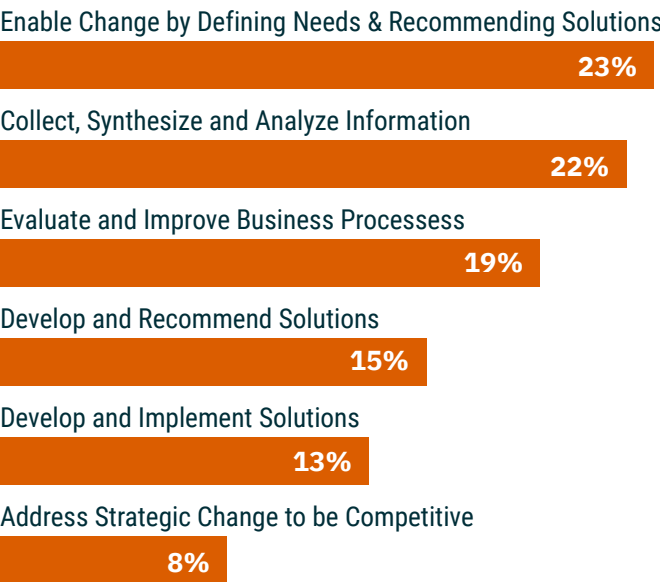 Enable Change by Defining Needs & Recommending Solutions
23%
Collect, Synthesize and Analyze Information
22%
Evaluate and Improve Business Processess
19%
Develop and Recommend Solutions
15%
Develop and Implement Solutions
13%
Address Strategic Change to be Competitive
8%